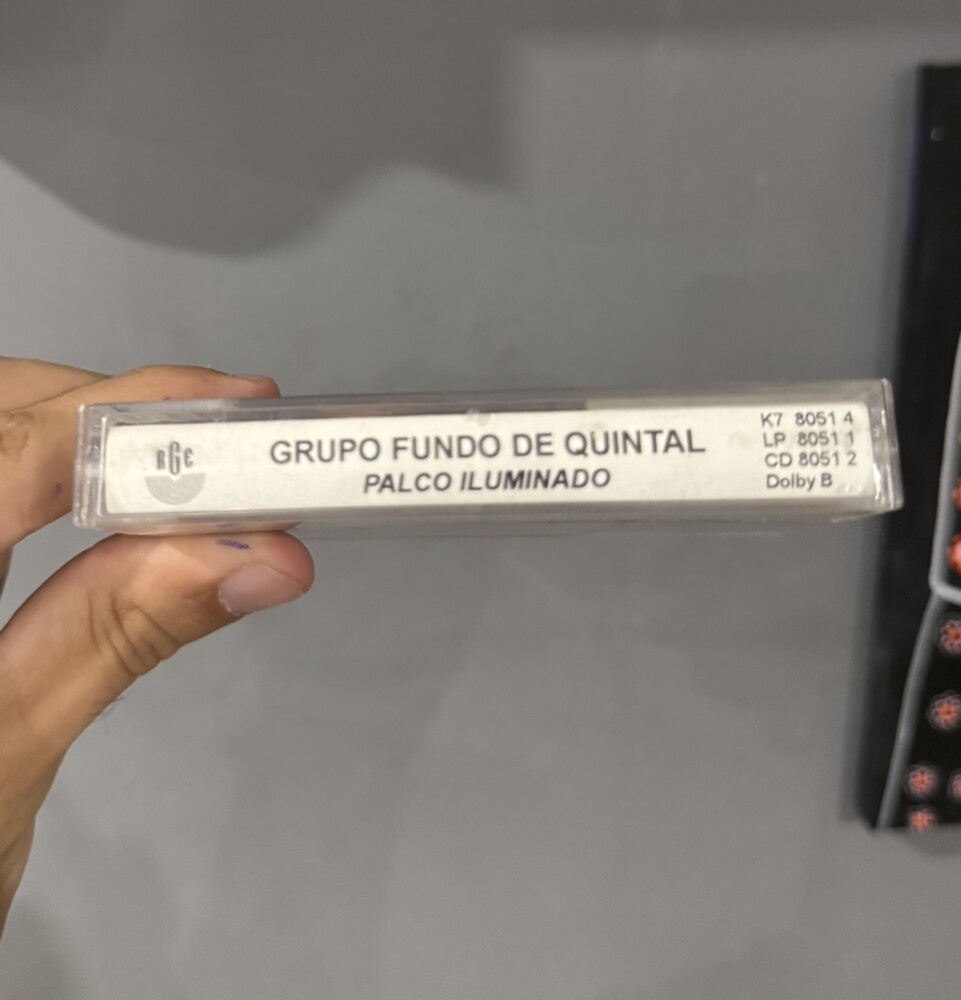 RGE
GRUPO FUNDO DE QUINTAL
PALCO ILUMINADO
K7 8051 4
LP 8051 1
CD 8051 2
Dolby B